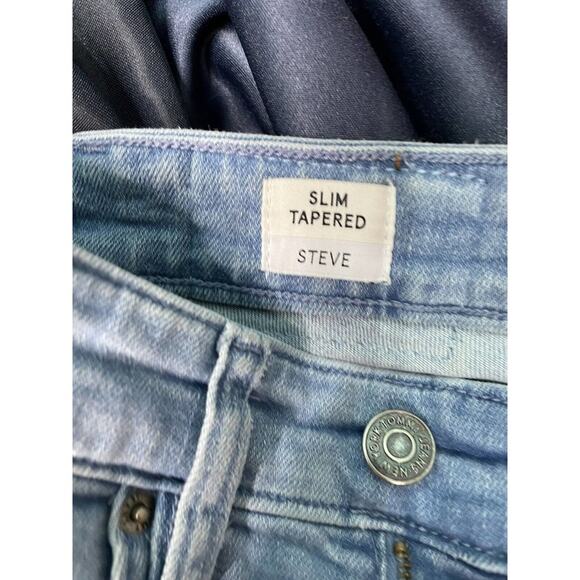 SLIM
TAPERED
STEVE
TOMMY JEANS NEW YORK